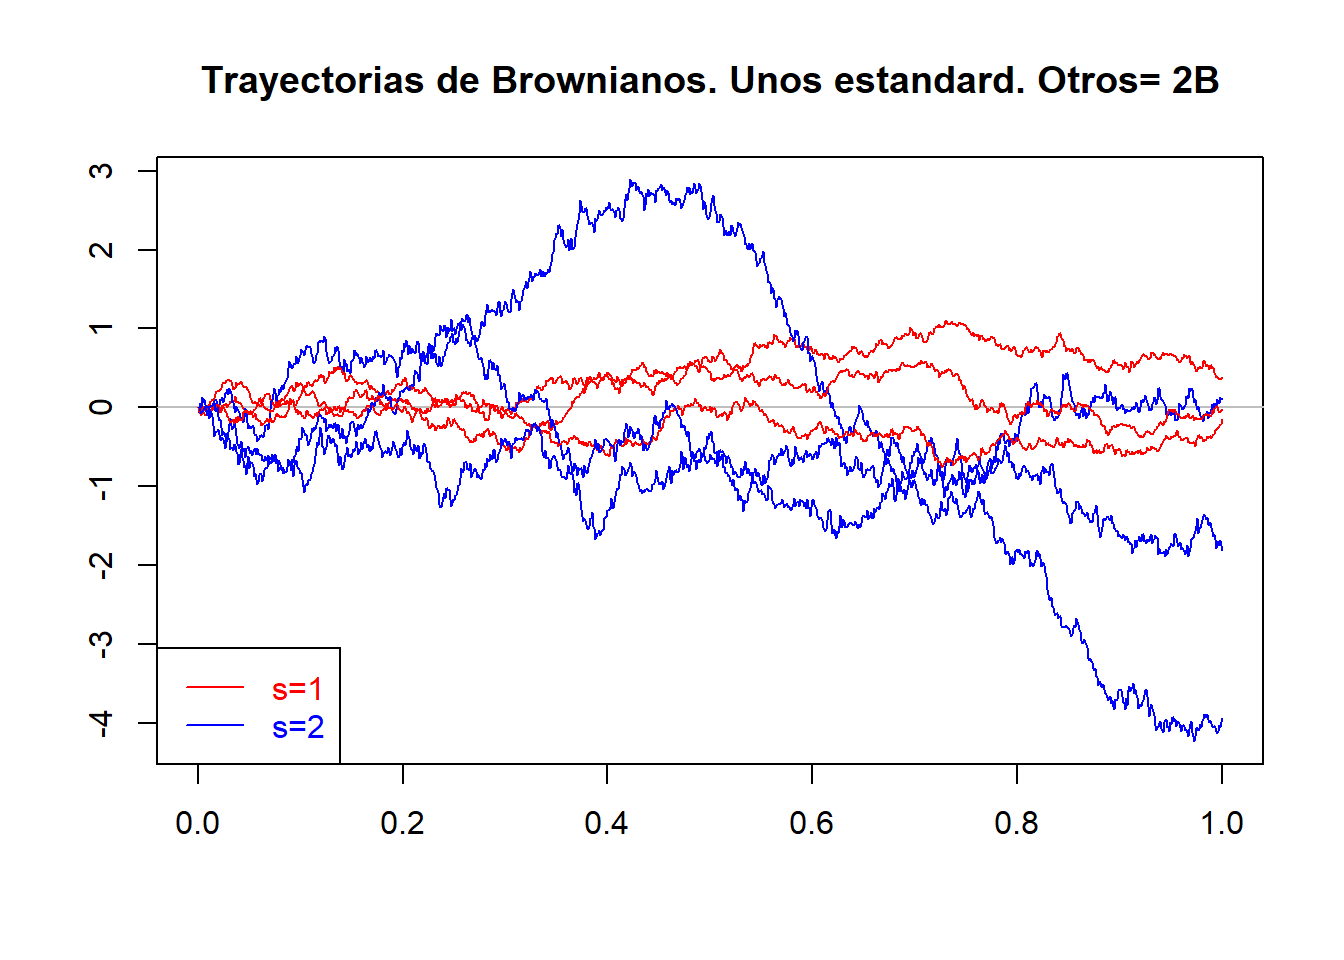 Trayectorias de Brownianos. Unos estandard. Otros= 2B
3
2
1
0
-1
-2
-3
-4
s=1
s=2
0.0 0.2 0.4 0.6 0.8 1.0